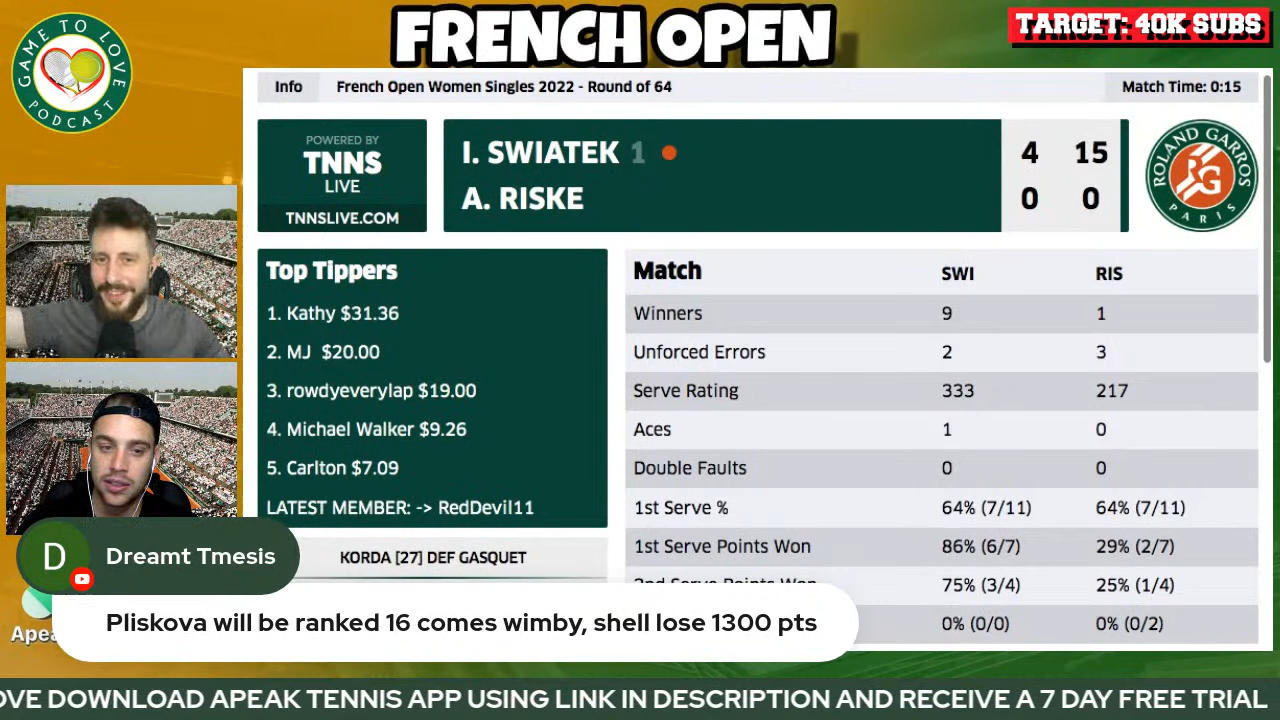 GAME TO LOVE
PODCAST
FRENCH OPEN
TARGET: 40K SUBS
Info French Open Women Singles 2022 - Round of 64 Match Time: 0:15
POWERED BY
TNNS
LIVE
TNNSLIVE.COM
I. SWIATEK 1 4 15
A. RISKE 0 0
ROLAND GARROS
RG
PARIS
Top Tippers
1. Kathy $31.36
2. MJ $20.00
3. rowdyeverylap $19.00
4. Michael Walker $9.26
5. Carlton $7.09
LATEST MEMBER: -> RedDevil11
KORDA [27] DEF GASQUET
Match SWI RIS
Winners 9 1
Unforced Errors 2 3
Serve Rating 333 217
Aces 1 0
Double Faults 0 0
1st Serve % 64% (7/11) 64% (7/11)
1st Serve Points Won 86% (6/7) 29% (2/7)
2nd Serve Points Won 75% (3/4) 25% (1/4)
0% (0/0) 0% (0/2)
D Dreamt Tmesis
Pliskova will be ranked 16 comes wimby, shell lose 1300 pts
Apea
OVE DOWNLOAD APEAK TENNIS APP USING LINK IN DESCRIPTION AND RECEIVE A 7 DAY FREE TRIAL